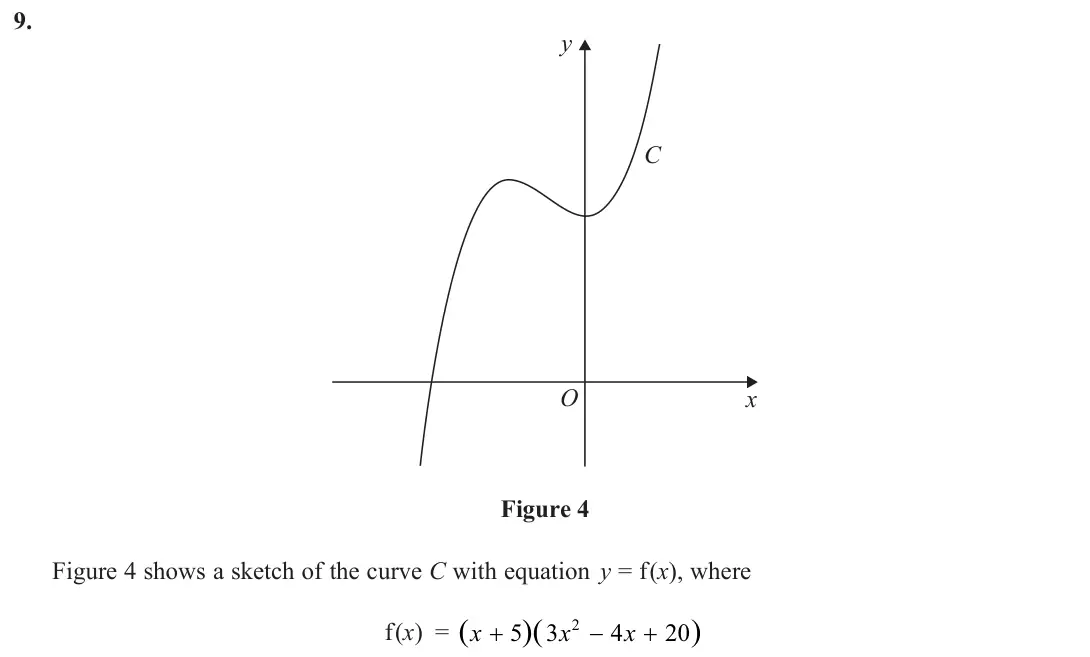 9.
y
C
O
x
Figure 4
Figure 4 shows a sketch of the curve C with equation y = f(x), where
f(x) = (x + 5)(3x² − 4x + 20)